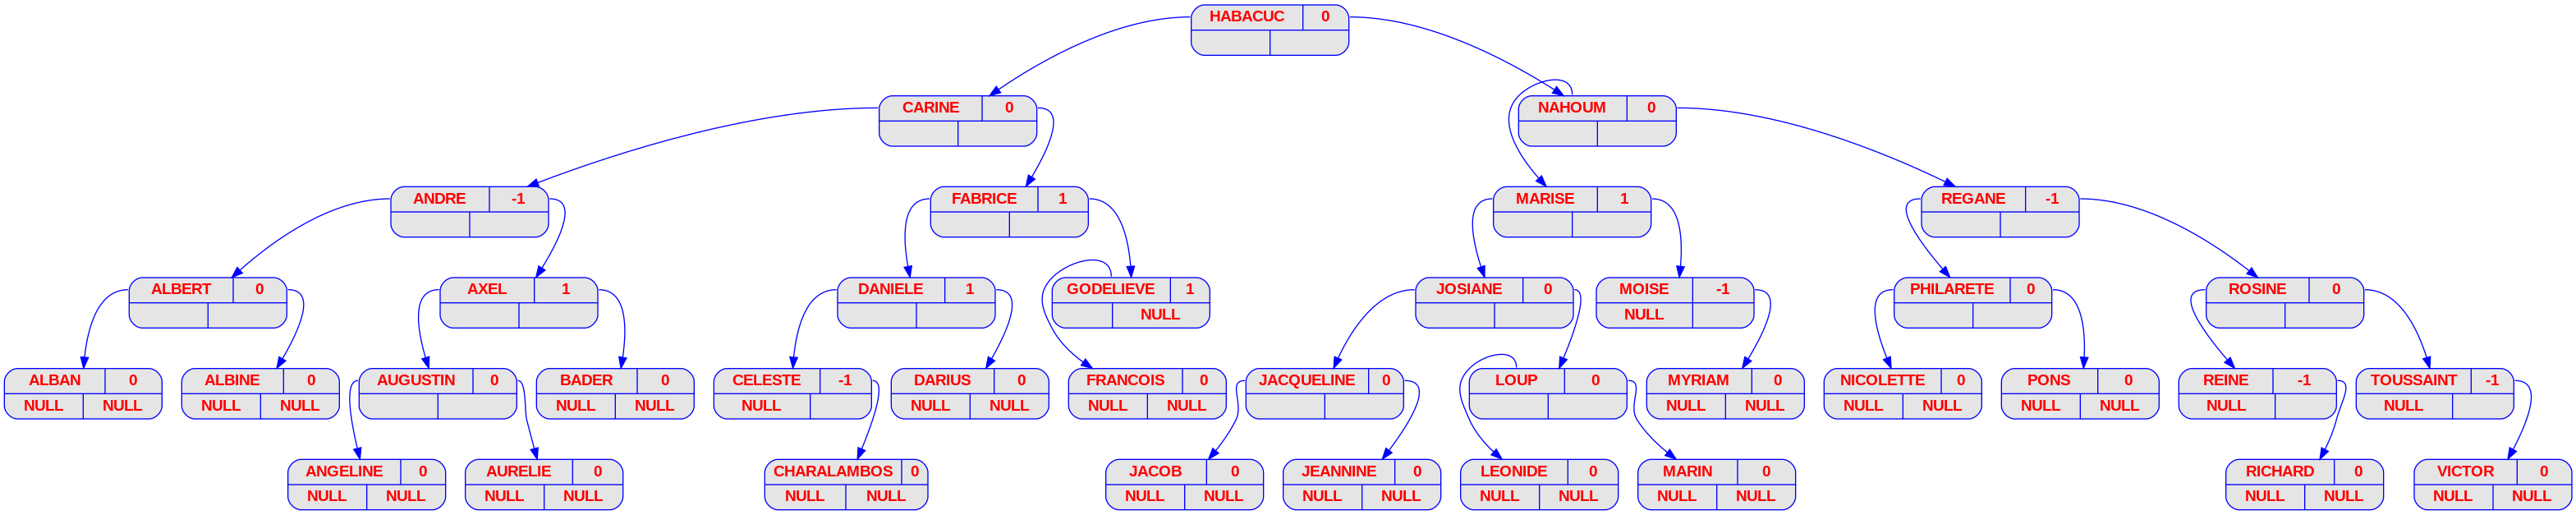 HABACUC 0
CARINE 0
NAHOUM 0
ANDRE -1
FABRICE 1
MARISE 1
REGANE -1
ALBERT 0
AXEL 1
DANIELE 1
GODELIEVE 1
NULL
JOSIANE 0
MOISE -1
NULL
PHILARETE 0
ROSINE 0
ALBAN 0
NULL NULL
ALBINE 0
NULL NULL
AUGUSTIN 0
BADER 0
NULL NULL
CELESTE -1
NULL
DARIUS 0
NULL NULL
FRANCOIS 0
NULL NULL
JACQUELINE 0
LOUP 0
MYRIAM 0
NULL NULL
NICOLETTE 0
NULL NULL
PONS 0
NULL NULL
REINE -1
NULL
TOUSSAINT -1
NULL
ANGELINE 0
NULL NULL
AURELIE 0
NULL NULL
CHARALAMBOS 0
NULL NULL
JACOB 0
NULL NULL
JEANNINE 0
NULL NULL
LEONIDE 0
NULL NULL
MARIN 0
NULL NULL
RICHARD 0
NULL NULL
VICTOR 0
NULL NULL